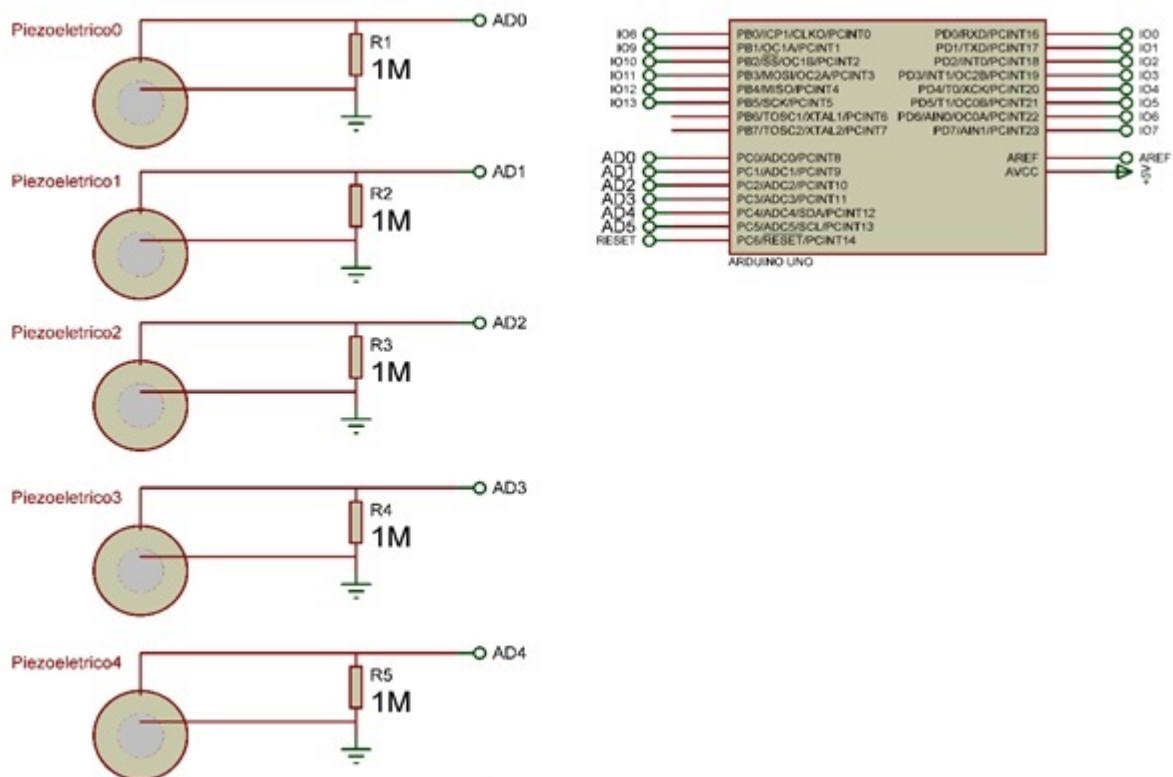 Piezoeletrico0
AD0
R1
1M
Piezoeletrico1
AD1
R2
1M
Piezoeletrico2
AD2
R3
1M
Piezoeletrico3
AD3
R4
1M
Piezoeletrico4
AD4
R5
1M
IO8 PB0/ICP1/CLKO/PCINT0 PD0/RXD/PCINT16 IO0
IO9 PB1/OC1A/PCINT1 PD1/TXD/PCINT17 IO1
IO10 PB2/SS/OC1B/PCINT2 PD2/INT0/PCINT18 IO2
IO11 PB3/MOSI/OC2A/PCINT3 PD3/INT1/OC2B/PCINT19 IO3
IO12 PB4/MISO/PCINT4 PD4/T0/XCK/PCINT20 IO4
IO13 PB5/SCK/PCINT5 PD5/T1/OC0B/PCINT21 IO5
PB6/TOSC1/XTAL1/PCINT6 PD6/AIN0/OC0A/PCINT22 IO6
PB7/TOSC2/XTAL2/PCINT7 PD7/AIN1/PCINT23 IO7
AD0 PC0/ADC0/PCINT8 AREF AREF
AD1 PC1/ADC1/PCINT9 AVCC +5V
AD2 PC2/ADC2/PCINT10
AD3 PC3/ADC3/PCINT11
AD4 PC4/ADC4/SDA/PCINT12
AD5 PC5/ADC5/SCL/PCINT13
RESET PC6/RESET/PCINT14
ARDUINO UNO